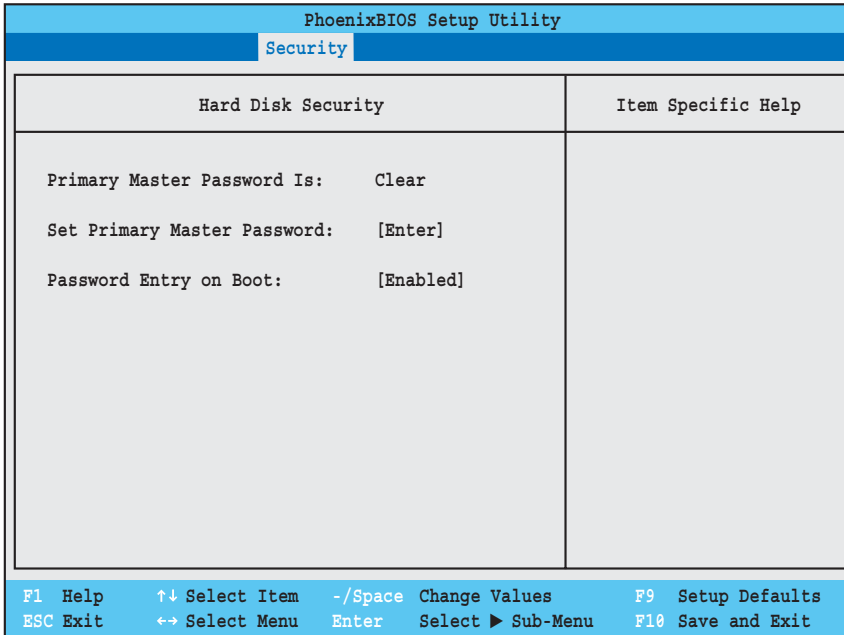 PhoenixBIOS Setup Utility
Security
Hard Disk Security
Item Specific Help
Primary Master Password Is: Clear
Set Primary Master Password: [Enter]
Password Entry on Boot: [Enabled]
F1 Help ↑↓ Select Item -/Space Change Values F9 Setup Defaults
ESC Exit ←→ Select Menu Enter Select ▶ Sub-Menu F10 Save and Exit